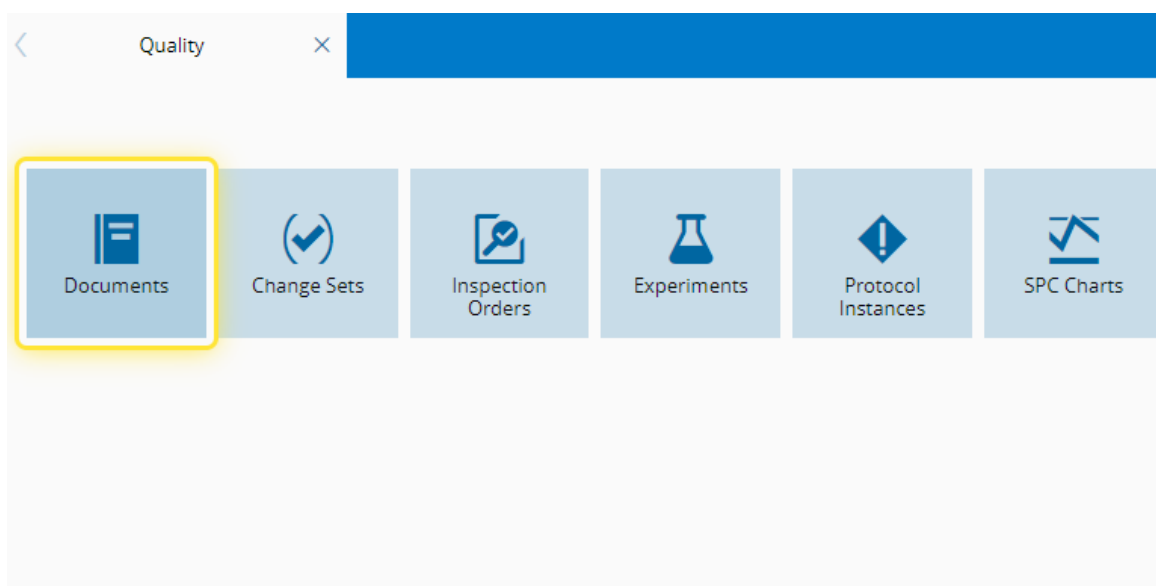 Quality
Documents
Change Sets
Inspection
Orders
Experiments
Protocol
Instances
SPC Charts